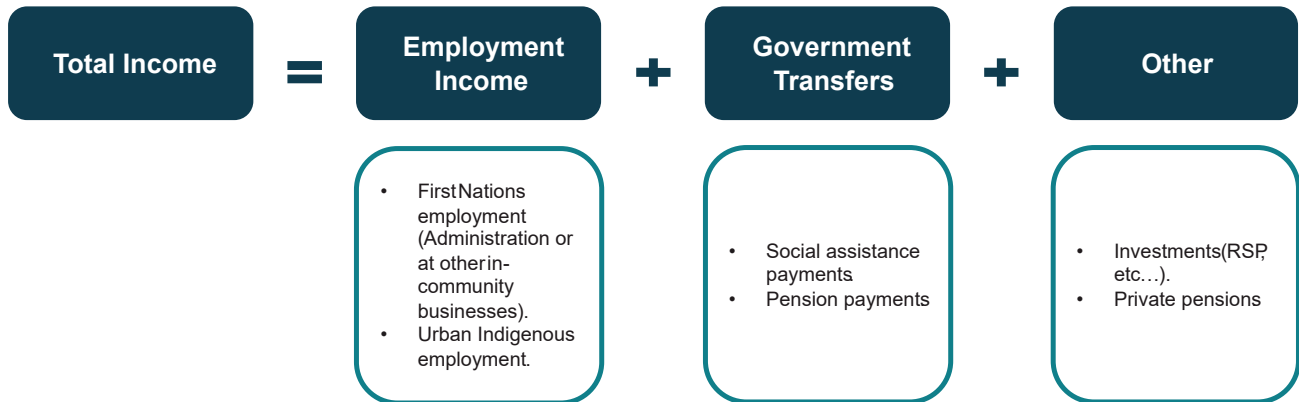 Total Income
=
Employment
Income
+
Government
Transfers
+
Other
• FirstNations
employment
(Administration or
at otherin-
community
businesses).
• Urban Indigenous
employment.
• Social assistance
payments.
• Pension payments
• Investments(RSP,
etc...).
• Private pensions